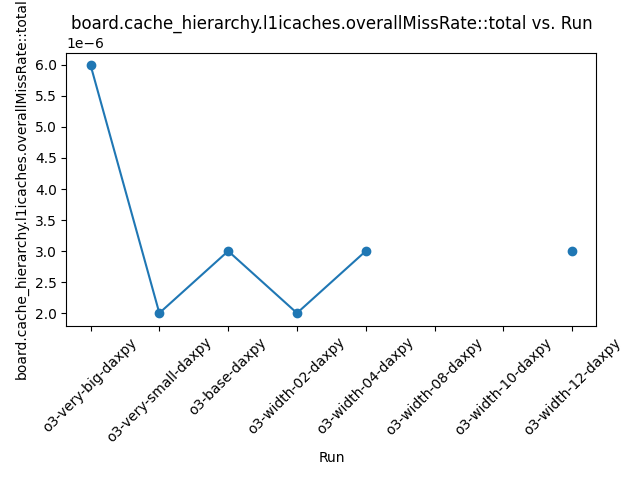 board.cache_hierarchy.l1icaches.overallMissRate::total vs. Run
1e−6
board.cache_hierarchy.l1icaches.overallMissRate::total
6.0
5.5
5.0
4.5
4.0
3.5
3.0
2.5
2.0
o3-very-big-daxpy
o3-very-small-daxpy
o3-base-daxpy
o3-width-02-daxpy
o3-width-04-daxpy
o3-width-08-daxpy
o3-width-10-daxpy
o3-width-12-daxpy
Run